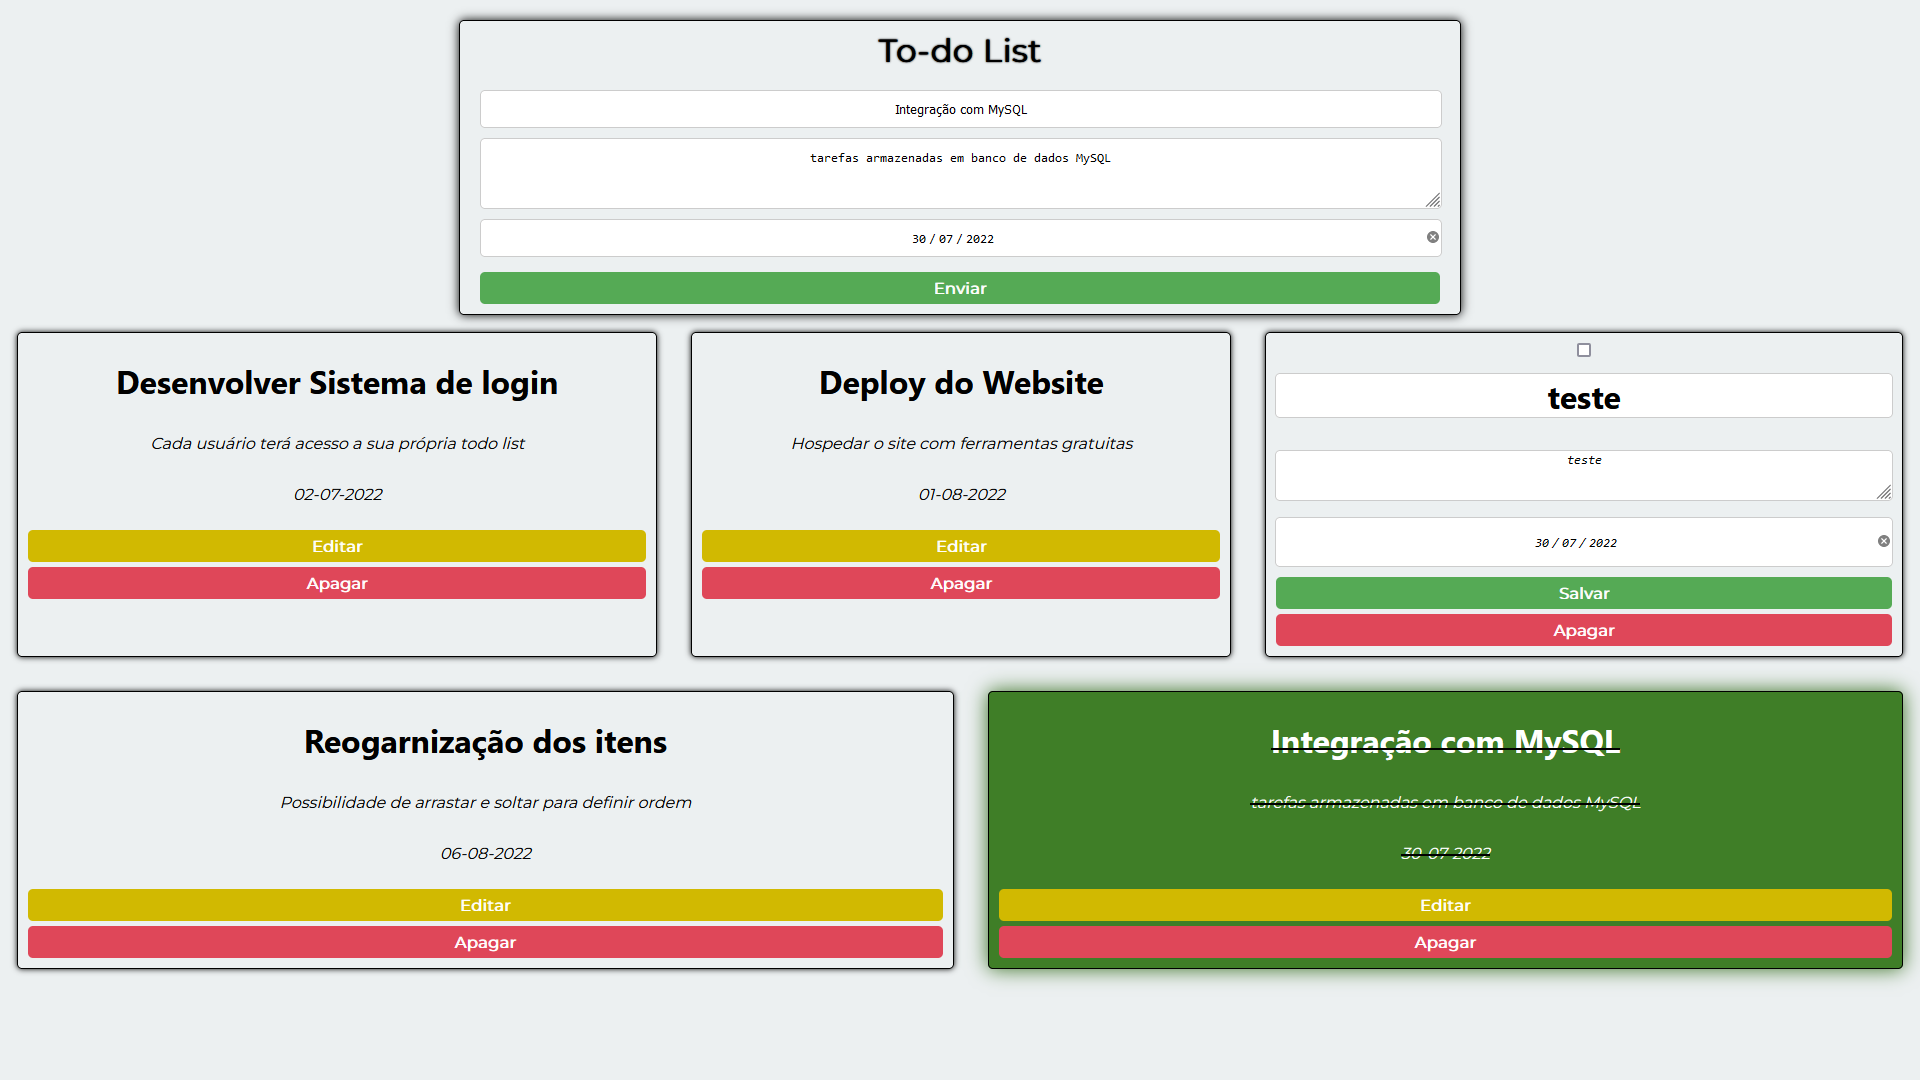 To-do List
Integração com MySQL
tarefas armazenadas em banco de dados MySQL
30 / 07 / 2022
Enviar
Desenvolver Sistema de login
Cada usuário terá acesso a sua própria todo list
02-07-2022
Editar
Apagar
Deploy do Website
Hospedar o site com ferramentas gratuitas
01-08-2022
Editar
Apagar
teste
teste
30 / 07 / 2022
Salvar
Apagar
Reogarnização dos itens
Possibilidade de arrastar e soltar para definir ordem
06-08-2022
Editar
Apagar
Integração com MySQL
tarefas armazenadas em banco de dados MySQL
30-07-2022
Editar
Apagar